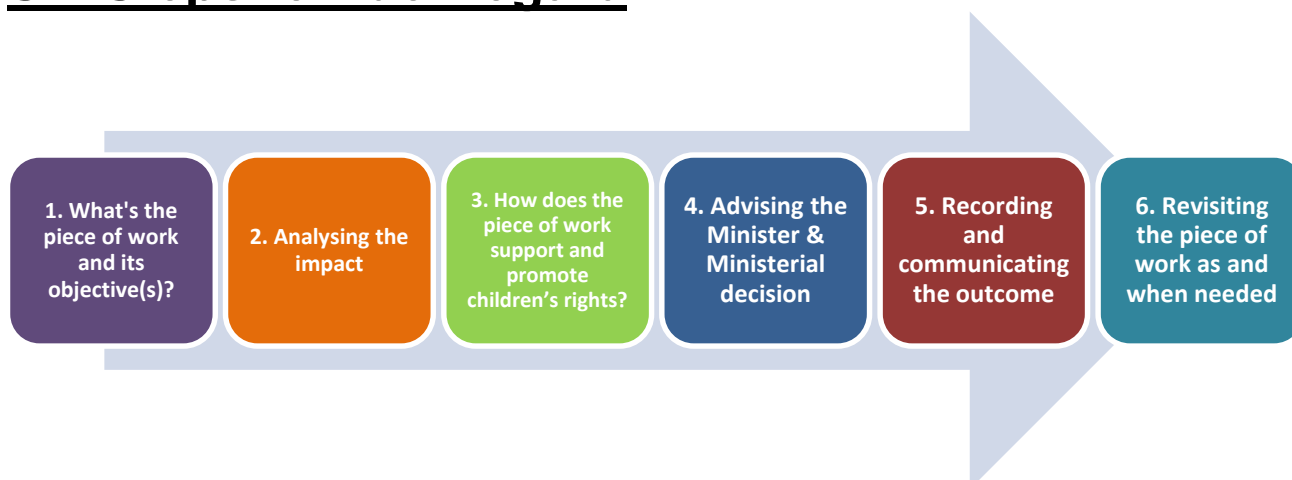 1. What's the
piece of work
and its
objective(s)?
2. Analysing the
impact
3. How does the
piece of work
support and
promote
children’s rights?
4. Advising the
Minister &
Ministerial
decision
5. Recording
and
communicating
the outcome
6. Revisiting
the piece of
work as and
when needed